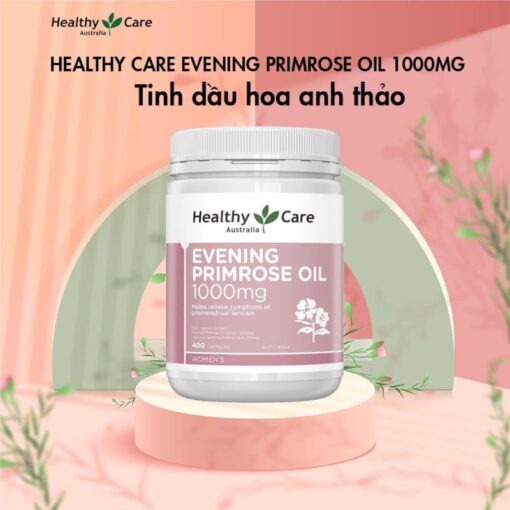 Healthy Care
Australia
HEALTHY CARE EVENING PRIMROSE OIL 1000MG
Tinh dầu hoa anh thảo
Healthy Care
Australia
EVENING
PRIMROSE OIL
1000mg
Helps relieve symptoms of
premenstrual tension
400 CAPSULES
WOMEN'S